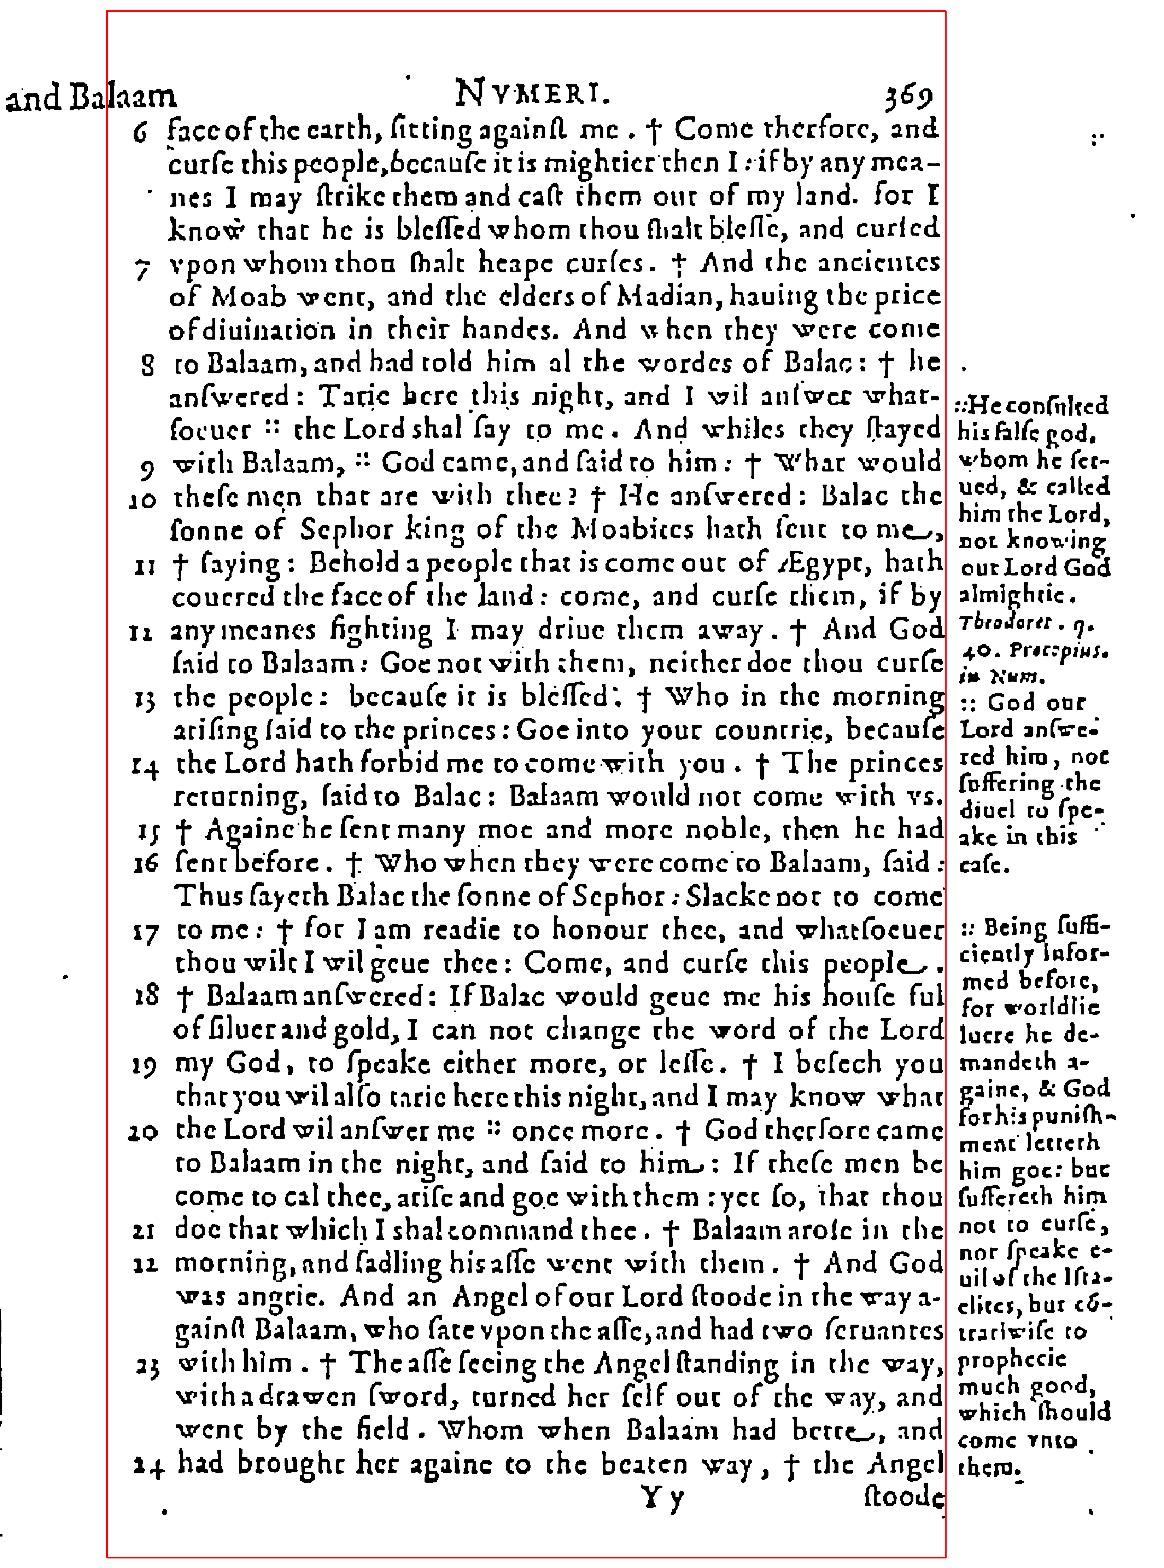 and Balaam NVMERI. 369
6 face of the earth, ſitting againſt me. † Come therfore, and
curſe this people, becauſe it is mightier then I: if by any mea-
nes I may ſtrike them and caſt them out of my land. for I
know that he is bleſſed whom thou ſhalt bleſſe, and curſed
7 vpon whom thou ſhalt heape curſes. † And the ancientes
of Moab went, and the elders of Madian, hauing the price
of diuination in their handes. And when they were come
8 to Balaam, and had told him al the wordes of Balac: † he
anſwered: Tarie here this night, and I wil anſwer what-
ſoeuer :: the Lord shal ſay to me. And whiles they ſtayed
9 with Balaam, :: God came, and ſaid to him: † What would
10 theſe men that are with thee? † He anſwered: Balac the
ſonne of Sephor king of the Moabites hath ſent to me,
11 † ſaying: Behold a people that is come out of Ægypt, hath
couered the face of the land: come, and curſe them, if by
12 any meanes fighting I may driue them away. † And God
ſaid to Balaam: Goe not with them, neither doe thou curſe
13 the people: becauſe it is bleſſed. † Who in the morning
ariſing ſaid to the princes: Goe into your countrie, becauſe
14 the Lord hath forbid me to come with you. † The princes
returning, ſaid to Balac: Balaam would not come with vs.
15 † Againe he ſent many moe and more noble, then he had
16 ſent before. † Who when they were come to Balaam, ſaid:
Thus ſayeth Balac the ſonne of Sephor: Slacke not to come
17 to me: † for I am readie to honour thee, and whatſoeuer
thou wilt I wil geue thee: Come, and curſe this people.
18 † Balaam anſwered: If Balac would geue me his houſe ful
of ſiluer and gold, I can not change the word of the Lord
19 my God, to ſpeake either more, or leſſe. † I beſech you
that you wil alſo tarie here this night, and I may know what
20 the Lord wil anſwer me :: once more. † God therfore came
to Balaam in the night, and ſaid to him: If theſe men be
come to cal thee, ariſe and goe with them: yet ſo, that thou
21 doe that which I shal command thee. † Balaam aroſe in the
22 morning, and ſadling his aſſe went with them. † And God
was angrie. And an Angel of our Lord ſtoode in the way a-
gainſt Balaam, who ſate vpon the aſſe, and had two ſeruantes
23 with him. † The aſſe ſeeing the Angel ſtanding in the way,
with a drawen ſword, turned her ſelf out of the way, and
went by the field. Whom when Balaam had bette, and
24 had brought her againe to the beaten way, † the Angel
Y y ſtoode
:: He conſulted
his falſe god,
whom he ſer-
ued, & called
him the Lord,
not knowing
our Lord God
almightie.
Theodoret. q.
40. Procopius.
in Num.
:: God our
Lord anſwe-
red him, not
ſuffering the
diuel to ſpe-
ake in this
caſe.
:: Being ſuffi-
ciently infor-
med before,
for worldlie
lucre he de-
mandeth a-
gaine, & God
for his puniſh-
ment letteth
him goe: but
ſuffereth him
not to curſe,
nor ſpeake e-
uil of the Iſra-
elites, but cõ-
trariwiſe to
prophecie
much good,
which ſhould
come vnto
them.